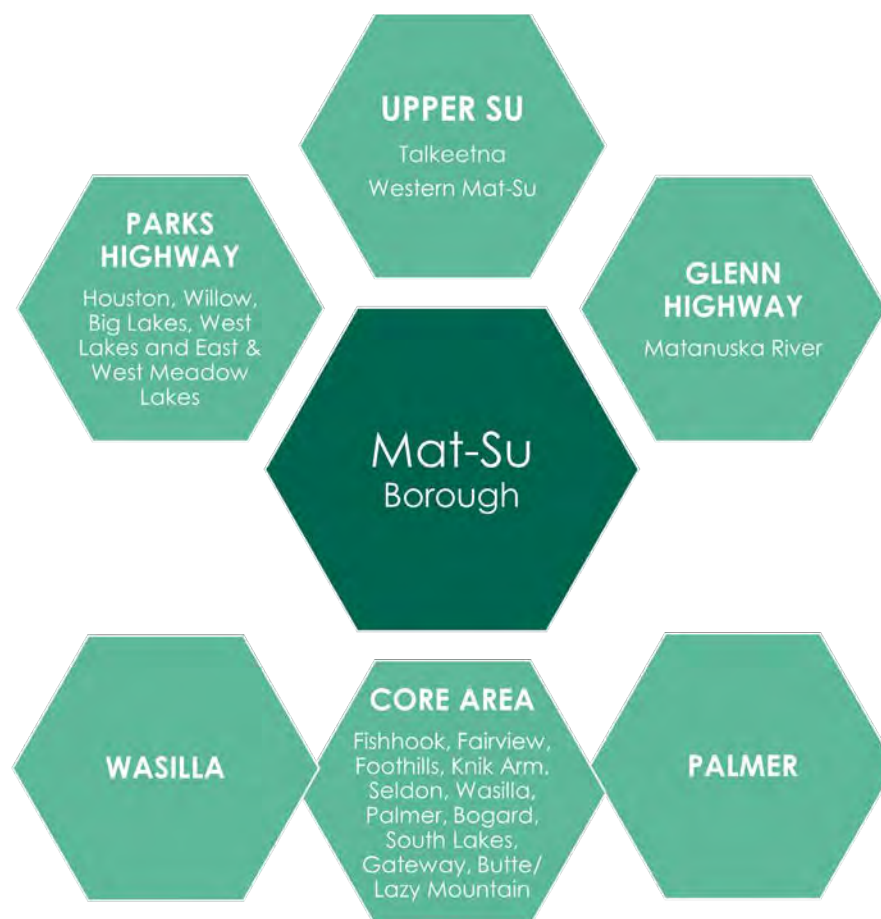 UPPER SU
Talkeetna
Western Mat-Su
PARKS
HIGHWAY
Houston, Willow,
Big Lakes, West
Lakes and East &
West Meadow
Lakes
GLENN
HIGHWAY
Matanuska River
Mat-Su
Borough
WASILLA
CORE AREA
Fishhook, Fairview,
Foothills, Knik Arm.
Seldon, Wasilla,
Palmer, Bogard,
South Lakes,
Gateway, Butte/
Lazy Mountain
PALMER